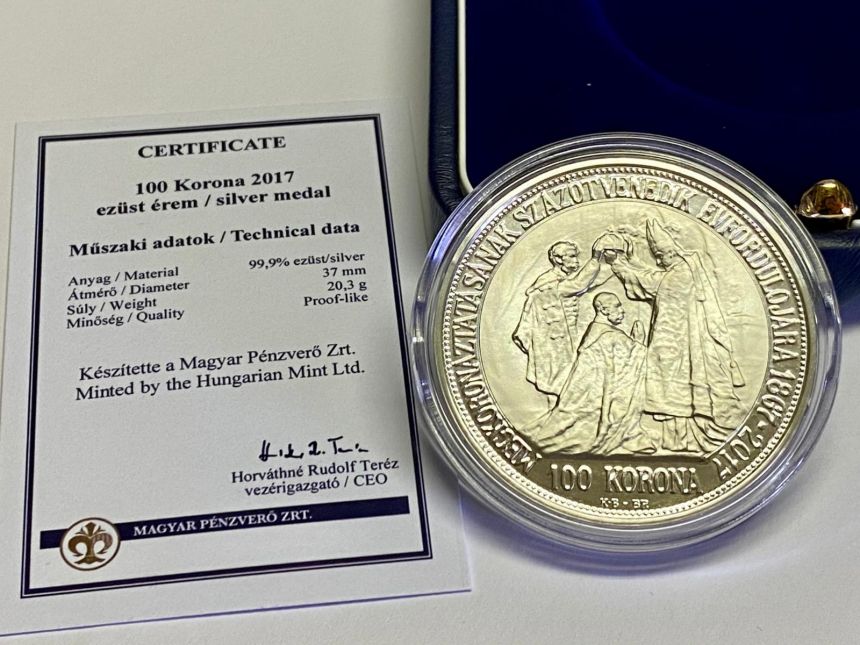 CERTIFICATE
100 Korona 2017
ezüst érem / silver medal
Műszaki adatok / Technical data
Anyag / Material 99,9% ezüst/silver
Átmérő / Diameter 37 mm
Súly / Weight 20,3 g
Minőség / Quality Proof-like
Készítette a Magyar Pénzverő Zrt.
Minted by the Hungarian Mint Ltd.
Horváthné Rudolf Teréz
vezérigazgató / CEO
MAGYAR PÉNZVERŐ ZRT.
MEGKORONÁZTATÁSÁNAK SZÁZÖTVENEDIK ÉVFORDULÓJÁRA 1867-2017
100 KORONA
K·B - BP.